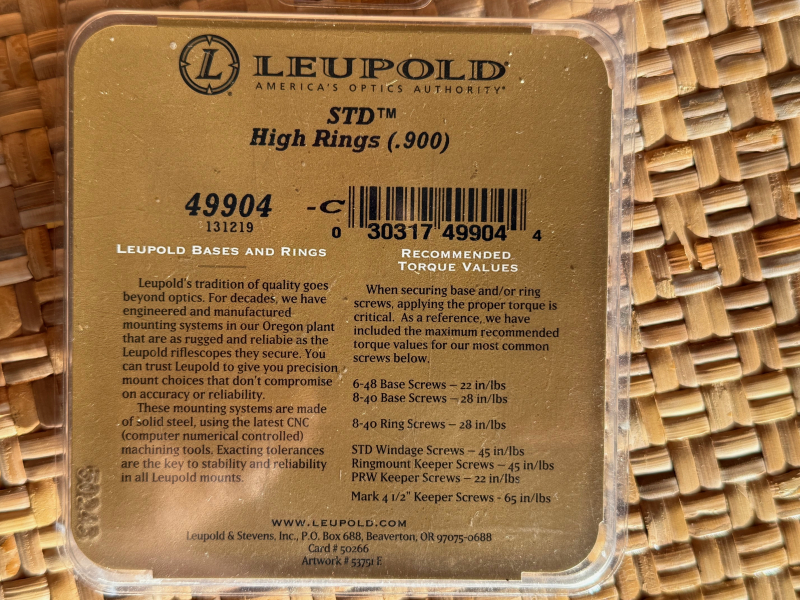 L
LEUPOLD®
AMERICA'S OPTICS AUTHORITY®
STD™
High Rings (.900)
49904 -C
131219
0 30317 49904 4
LEUPOLD BASES AND RINGS
Leupold's tradition of quality goes
beyond optics. For decades, we have
engineered and manufactured
mounting systems in our Oregon plant
that are as rugged and reliable as the
Leupold riflescopes they secure. You
can trust Leupold to give you precision
mount choices that don't compromise
on accuracy or reliability.
These mounting systems are made
of solid steel, using the latest CNC
(computer numerical controlled)
machining tools. Exacting tolerances
are the key to stability and reliability
in all Leupold mounts.
RECOMMENDED
TORQUE VALUES
When securing base and/or ring
screws, applying the proper torque is
critical. As a reference, we have
included the maximum recommended
torque values for our most common
screws below.
6-48 Base Screws – 22 in/lbs
8-40 Base Screws – 28 in/lbs
8-40 Ring Screws – 28 in/lbs
STD Windage Screws – 45 in/lbs
Ringmount Keeper Screws – 45 in/lbs
PRW Keeper Screws – 22 in/lbs
Mark 4 1/2" Keeper Screws - 65 in/lbs
WWW.LEUPOLD.COM
Leupold & Stevens, Inc., P.O. Box 688, Beaverton, OR 97075-0688
Card # 50266
Artwork # 53751 E